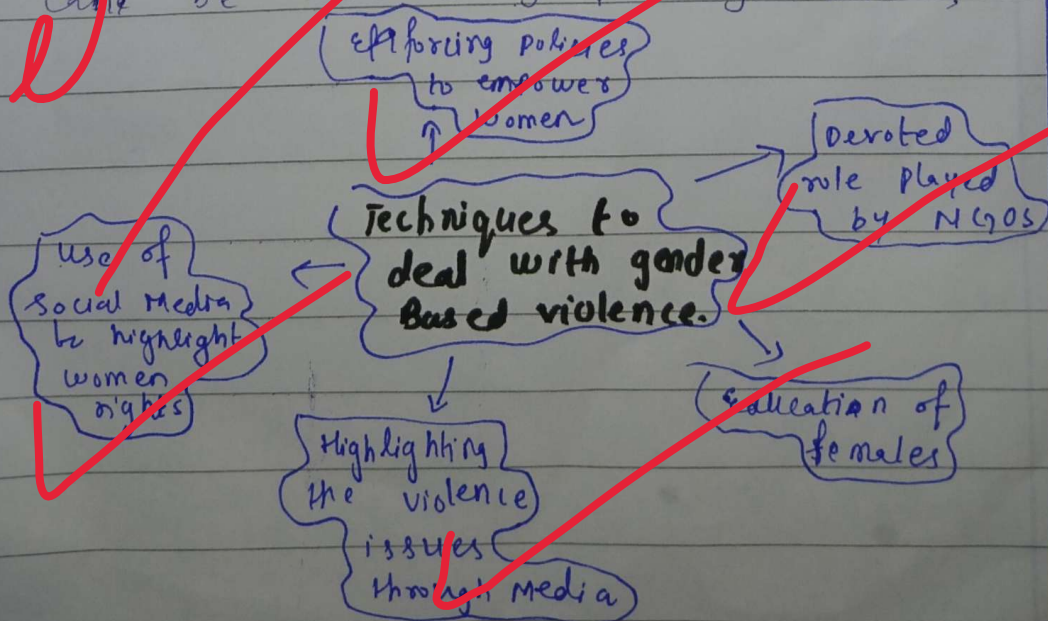 Enforcing policies
to empower
women
Devoted
role played
by NGOs
Techniques to
deal with gender
Based violence.
Use of
social media
to highlight
women
rights
Education of
females
Highlighting
the violence
issues
through Media